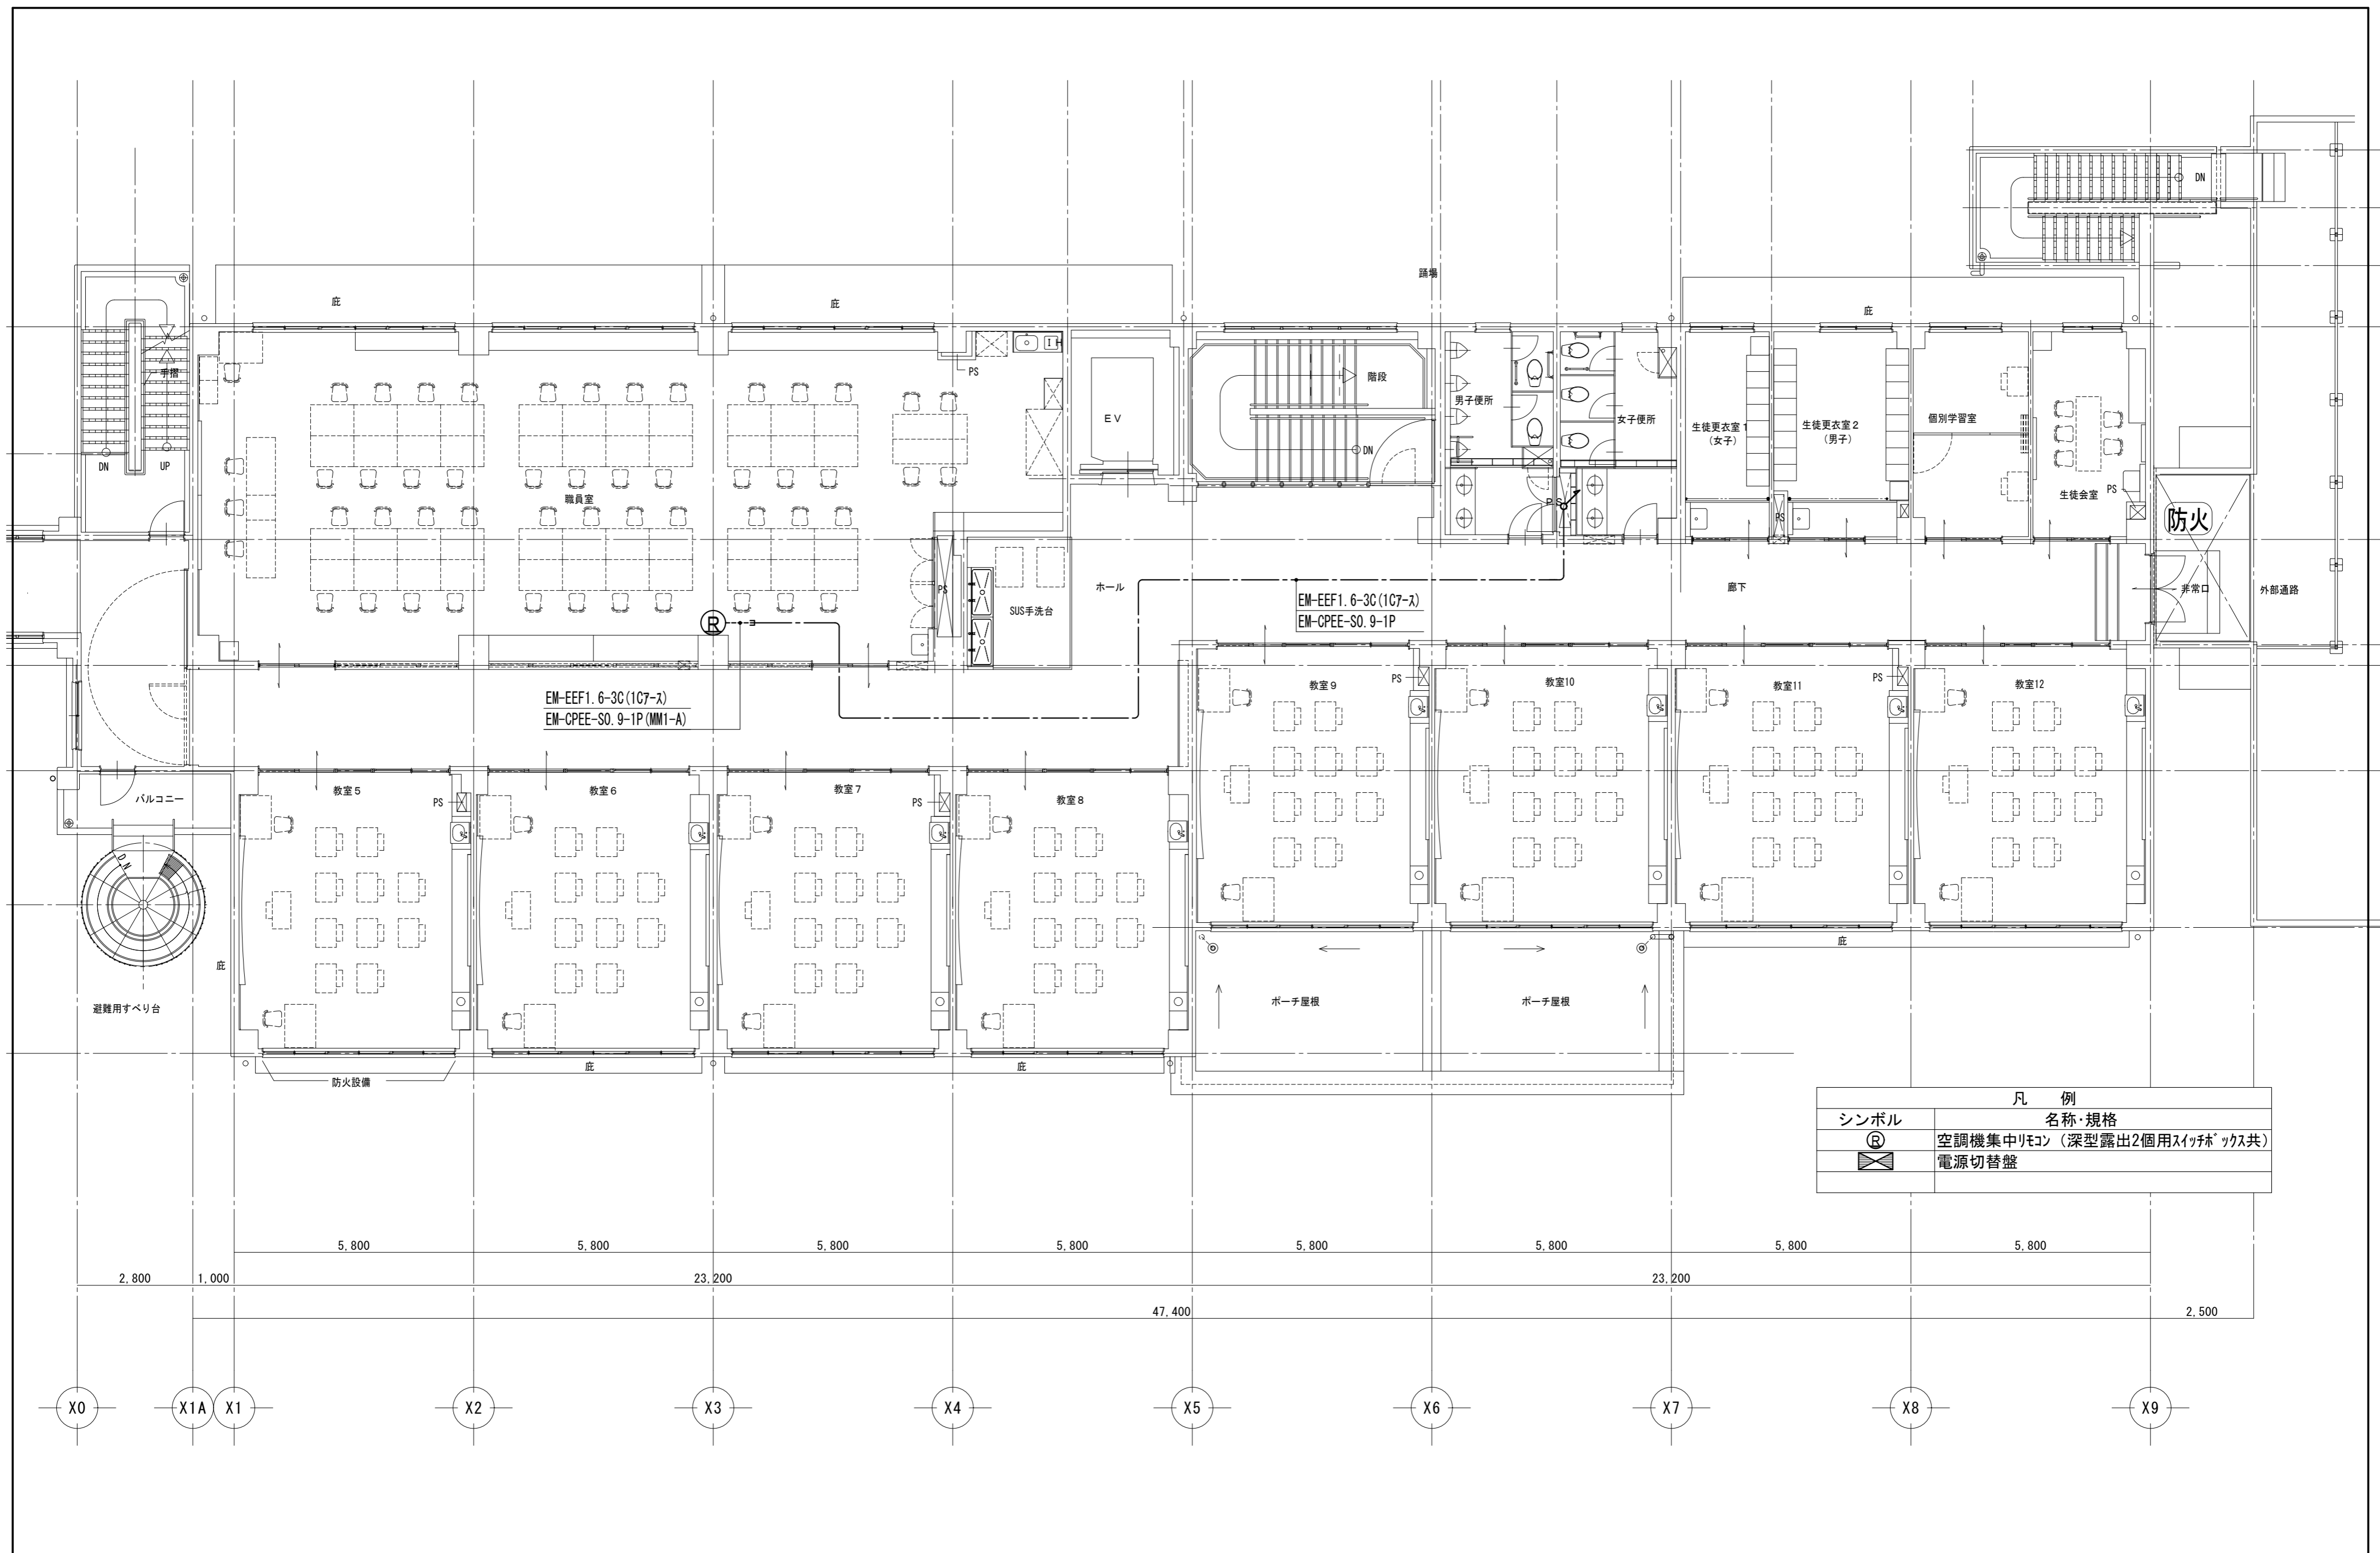 DN
踊場
庇
庇
庇
手摺
PS
階段
EV
男子便所
女子便所
DN
生徒更衣室1
(女子)
生徒更衣室2
(男子)
個別学習室
生徒会室
PS
DN
UP
職員室
PS
PS
防火
PS
SUS手洗台
ホール
廊下
非常口
外部通路
R
EM-EEF1.6-3C(1Cアース)
EM-CPEE-S0.9-1P
EM-EEF1.6-3C(1Cアース)
EM-CPEE-S0.9-1P(MM1-A)
教室9
PS
教室10
教室11
PS
教室12
バルコニー
教室5
PS
教室6
教室7
PS
教室8
DN
庇
避難用すべり台
ポーチ屋根
ポーチ屋根
庇
防火設備
庇
庇
凡 例
シンボル
名称・規格
R
空調機集中リモコン (深型露出2個用スイッチボックス共)
電源切替盤
5,800
5,800
5,800
5,800
5,800
5,800
5,800
5,800
2,800
1,000
23,200
23,200
47,400
2,500
X0
X1A
X1
X2
X3
X4
X5
X6
X7
X8
X9